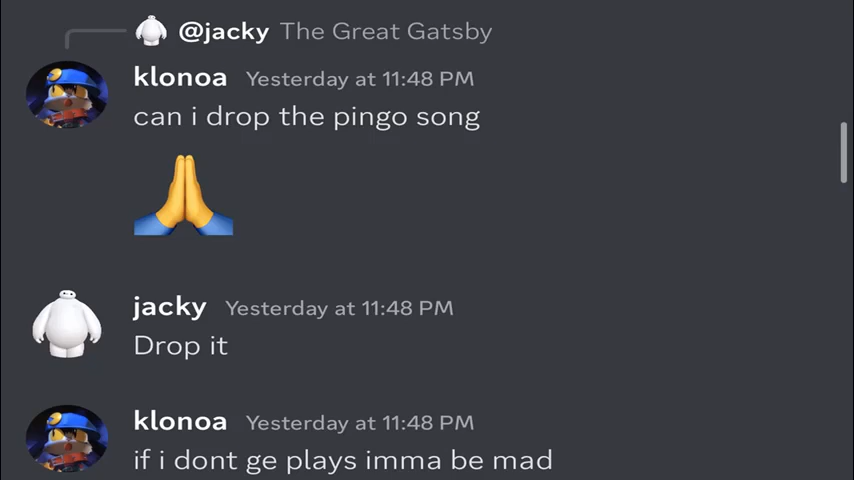 @jacky The Great Gatsby
klonoa Yesterday at 11:48 PM
can i drop the pingo song
jacky Yesterday at 11:48 PM
Drop it
klonoa Yesterday at 11:48 PM
if i dont ge plays imma be mad